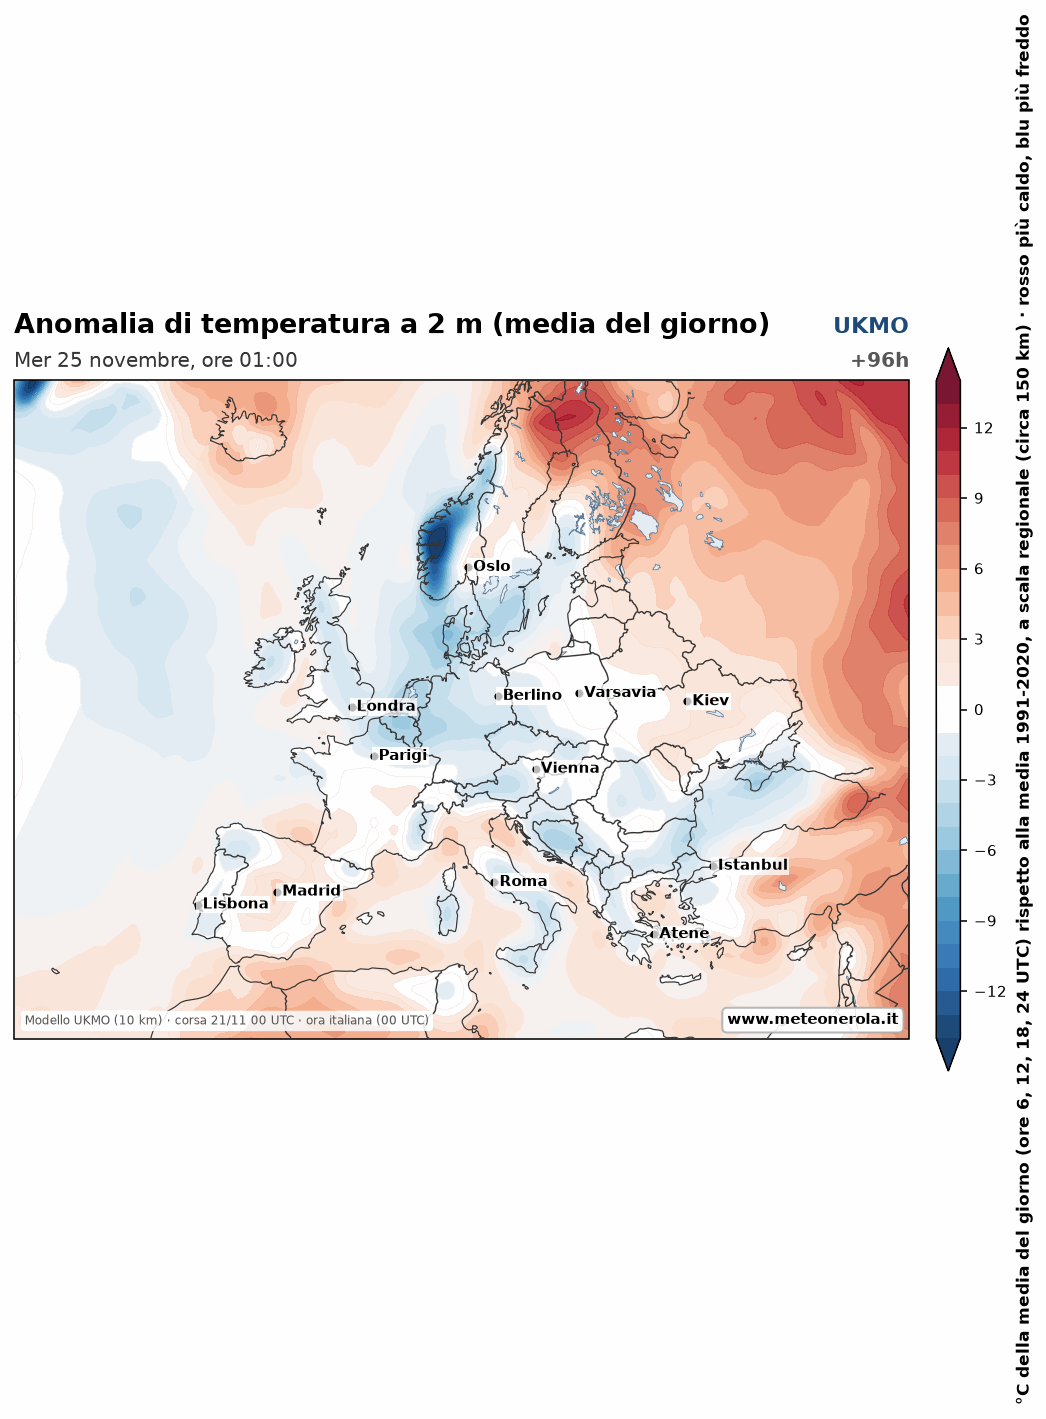 Anomalia di temperatura a 2 m (media del giorno)
UKMO
Mer 25 novembre, ore 01:00
+96h
Oslo
Londra
Berlino
Varsavia
Kiev
Parigi
Vienna
Istanbul
Madrid
Roma
Lisbona
Atene
Modello UKMO (10 km) · corsa 21/11 00 UTC · ora italiana (00 UTC)
www.meteonerola.it
12
9
6
3
0
−3
−6
−9
−12
°C della media del giorno (ore 6, 12, 18, 24 UTC) rispetto alla media 1991-2020, a scala regionale (circa 150 km) · rosso più caldo, blu più freddo